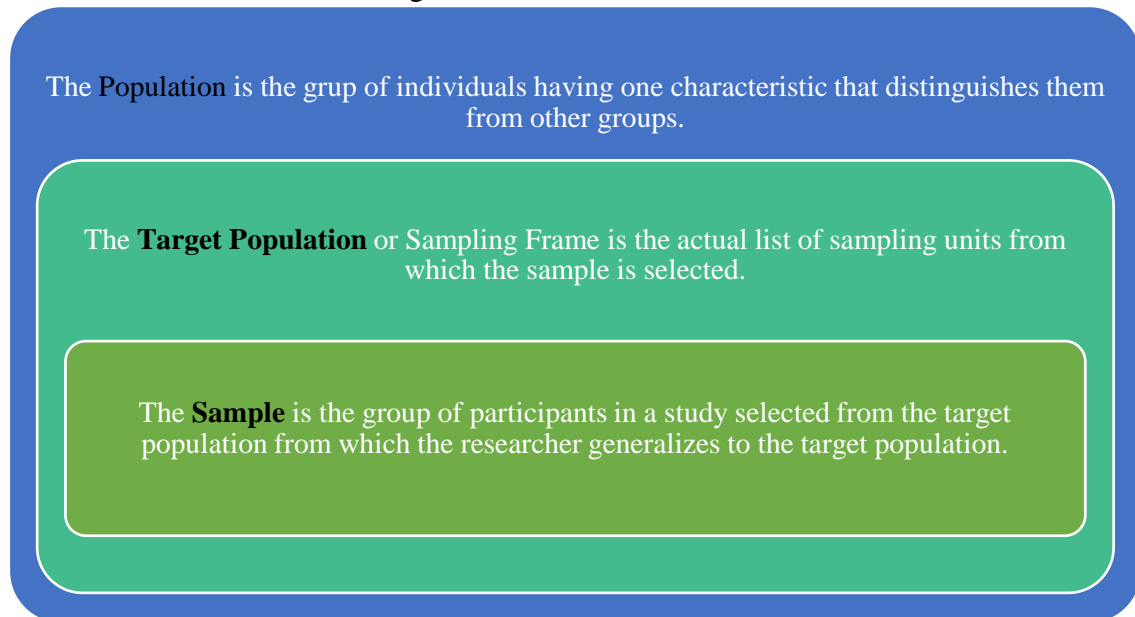 The Population is the grup of individuals having one characteristic that distinguishes them
from other groups.
The Target Population or Sampling Frame is the actual list of sampling units from
which the sample is selected.
The Sample is the group of participants in a study selected from the target
population from which the researcher generalizes to the target population.